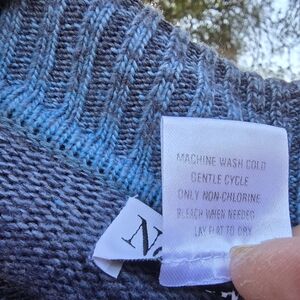 MACHINE WASH COLD
GENTLE CYCLE
ONLY NON-CHLORINE
BLEACH WHEN NEEDED
LAY FLAT TO DRY
N